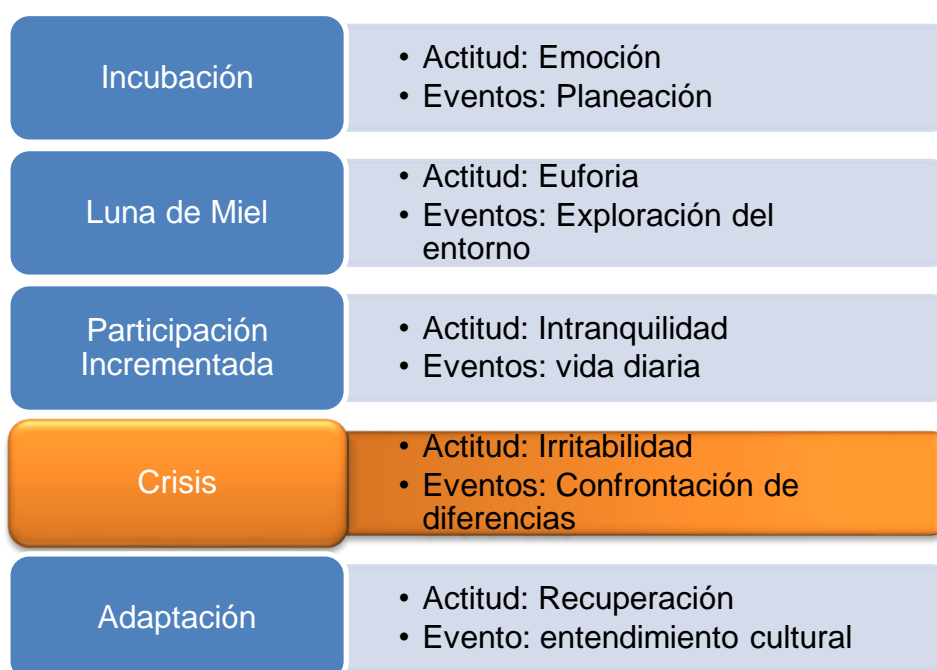 Incubación
• Actitud: Emoción
• Eventos: Planeación
Luna de Miel
• Actitud: Euforia
• Eventos: Exploración del
entorno
Participación
Incrementada
• Actitud: Intranquilidad
• Eventos: vida diaria
Crisis
• Actitud: Irritabilidad
• Eventos: Confrontación de
diferencias
Adaptación
• Actitud: Recuperación
• Evento: entendimiento cultural